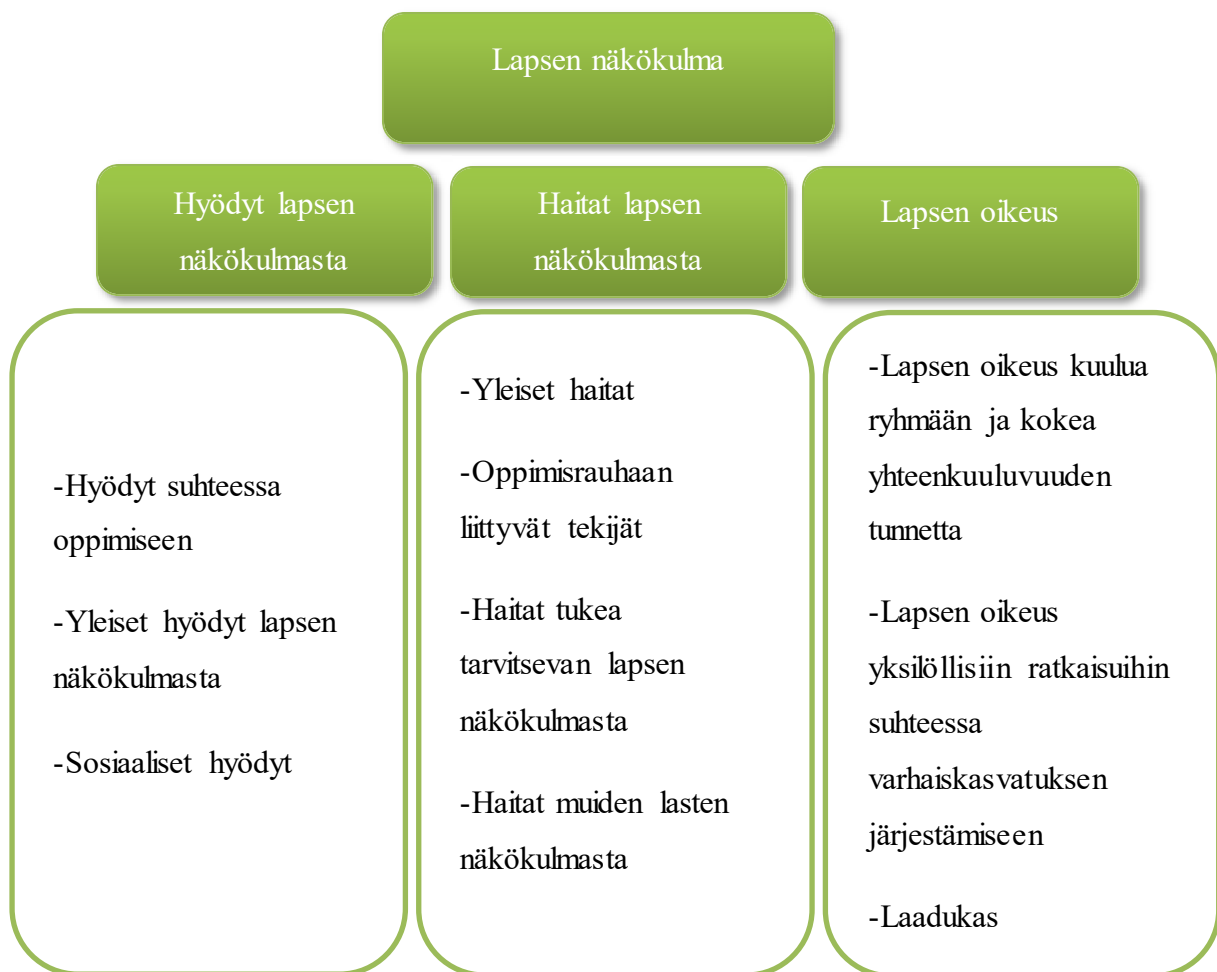 Lapsen näkökulma
Hyödyt lapsen
näkökulmasta
Haitat lapsen
näkökulmasta
Lapsen oikeus
-Hyödyt suhteessa
oppimiseen
-Yleiset hyödyt lapsen
näkökulmasta
-Sosiaaliset hyödyt
-Yleiset haitat
-Oppimisrauhaan
liittyvät tekijät
-Haitat tukea
tarvitsevan lapsen
näkökulmasta
-Haitat muiden lasten
näkökulmasta
-Lapsen oikeus kuulua
ryhmään ja kokea
yhteenkuuluvuuden
tunnetta
-Lapsen oikeus
yksilöllisiin ratkaisuihin
suhteessa
varhaiskasvatuksen
järjestämiseen
-Laadukas